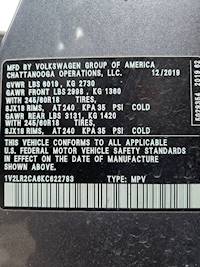 MFD BY VOLKSWAGEN GROUP OF AMERICA
CHATTANOOGA OPERATIONS, LLC. 12/2019
GVWR LBS 6019, KG 2730
GAWR FRONT LBS 2998, KG 1360
WITH 245/60R18 TIRES,
8JX18 RIMS, AT 240 KPA 35 PSI COLD
GAWR REAR LBS 3131, KG 1420
WITH 245/60R18 TIRES,
8JX18 RIMS, AT 240 KPA 35 PSI COLD
THIS VEHICLE CONFORMS TO ALL APPLICABLE
U.S. FEDERAL MOTOR VEHICLE SAFETY STANDARDS
IN EFFECT ON THE DATE OF MANUFACTURE
SHOWN ABOVE.
TYPE: MPV
2019 62